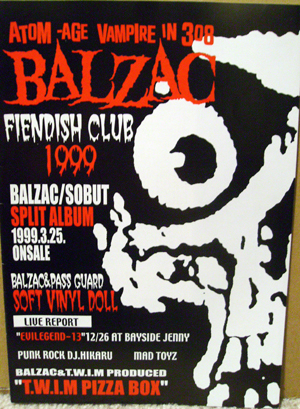 ATOM-AGE VAMPIRE IN 308
BALZAC
FIENDISH CLUB
1999
BALZAC/SOBUT
SPLIT ALBUM
1999.3.25.
ONSALE
BALZAC&PASS GUARD
SOFT VINYL DOLL
LIVE REPORT
"EVILEGEND-13"12/26 AT BAYSIDE JENNY
PUNK ROCK D.J.HIKARU MAD TOYZ
BALZAC&T.W.I.M PRODUCED
"T.W.I.M PIZZA BOX"